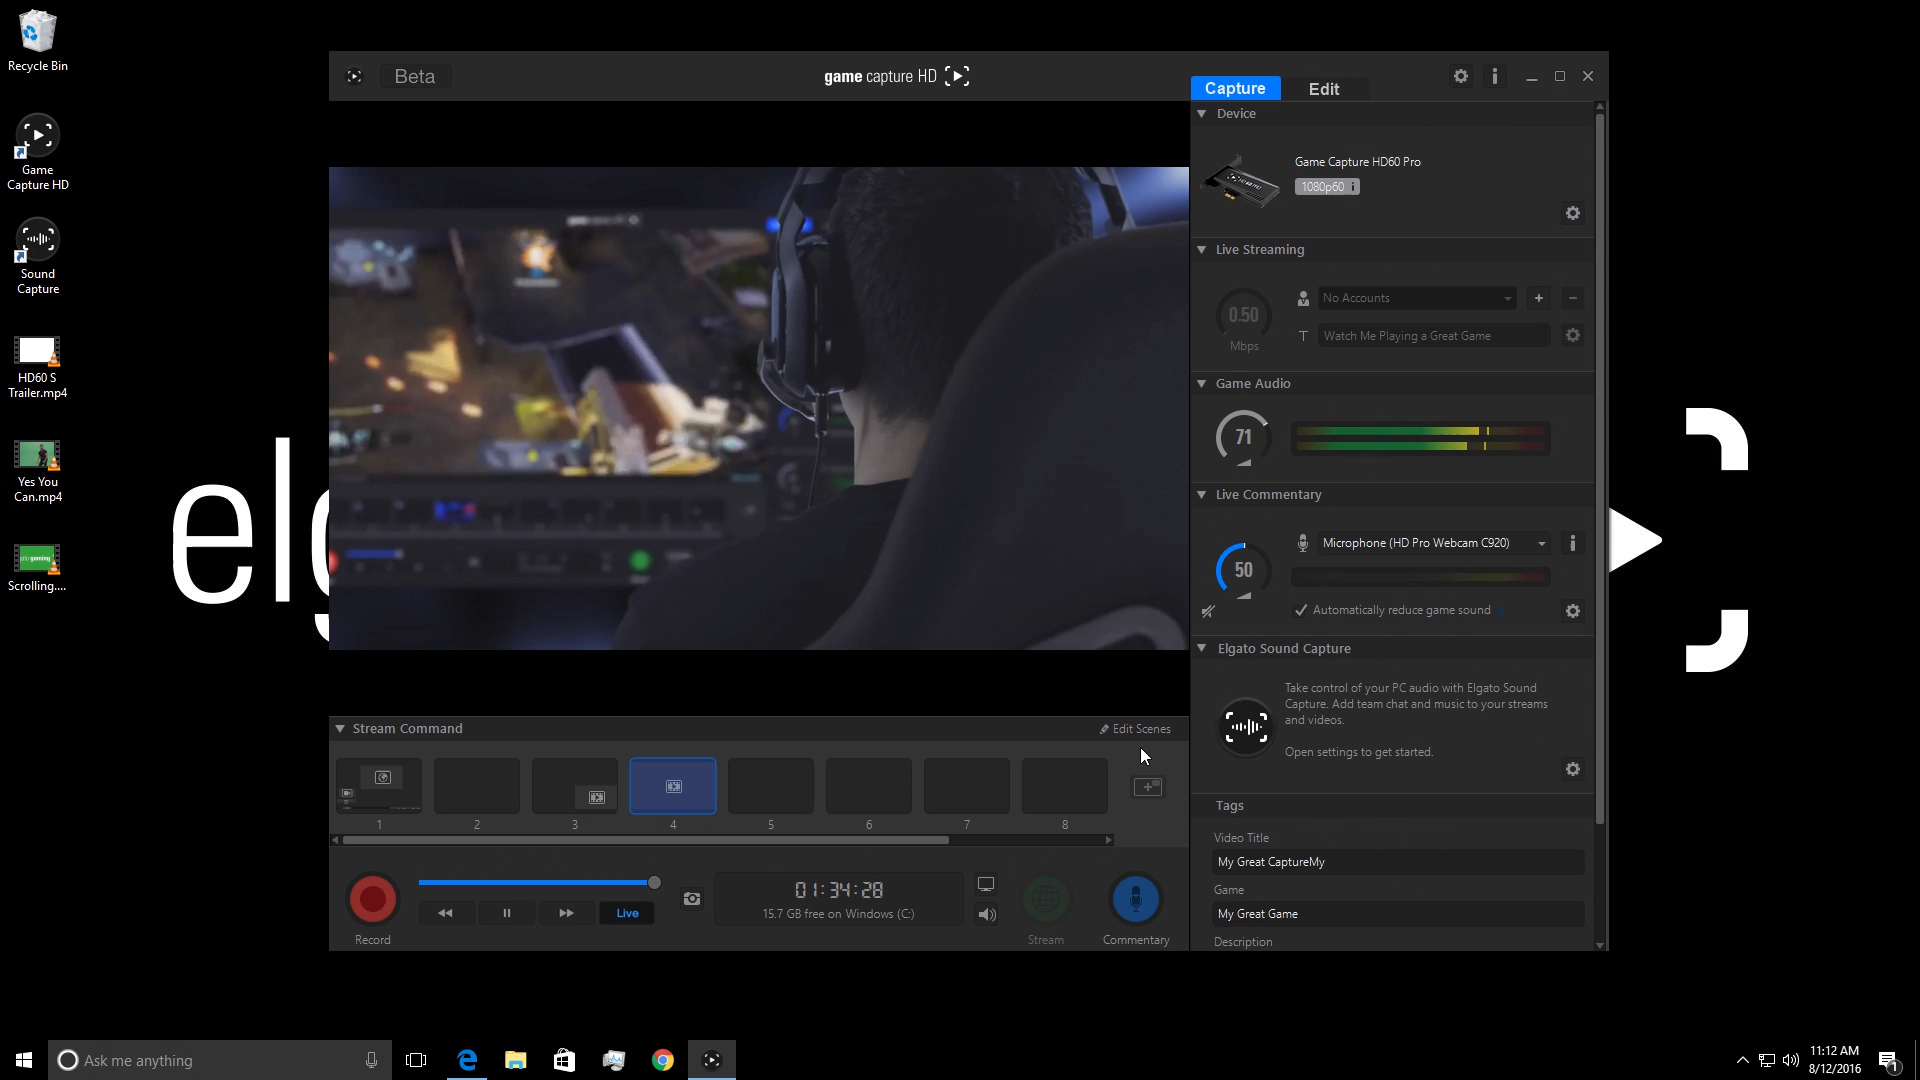 Recycle Bin
Game
Capture HD
Sound
Capture
HD60 S
Trailer.mp4
Yes You
Can.mp4
Scrolling....
elg
Beta
game capture HD
Capture
Edit
Device
Game Capture HD60 Pro
1080p60 i
Live Streaming
0.50
Mbps
No Accounts
T
Watch Me Playing a Great Game
Game Audio
71
Live Commentary
Microphone (HD Pro Webcam C920)
50
Automatically reduce game sound
Elgato Sound Capture
Take control of your PC audio with Elgato Sound
Capture. Add team chat and music to your streams
and videos.
Open settings to get started.
Tags
Video Title
My Great CaptureMy
Game
My Great Game
Description
Stream Command
Edit Scenes
1 2 3 4 5 6 7 8
Record
Live
01:34:28
15.7 GB free on Windows (C:)
Stream
Commentary
Ask me anything
11:12 AM
8/12/2016
1